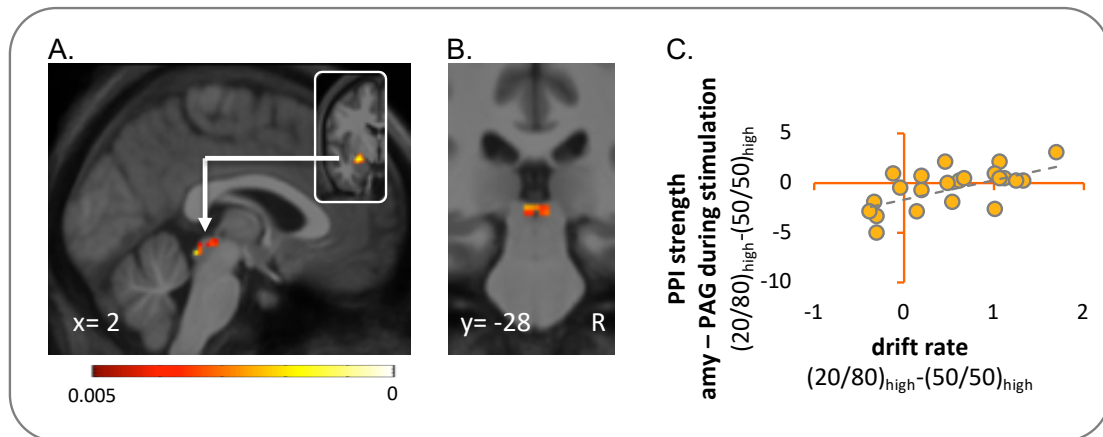 A.
B.
C.
x= 2
y= -28
R
0.005
0
PPI strength
amy – PAG during stimulation
(20/80)high-(50/50)high
5
0
-5
-10
-1
0
1
2
drift rate
(20/80)high-(50/50)high